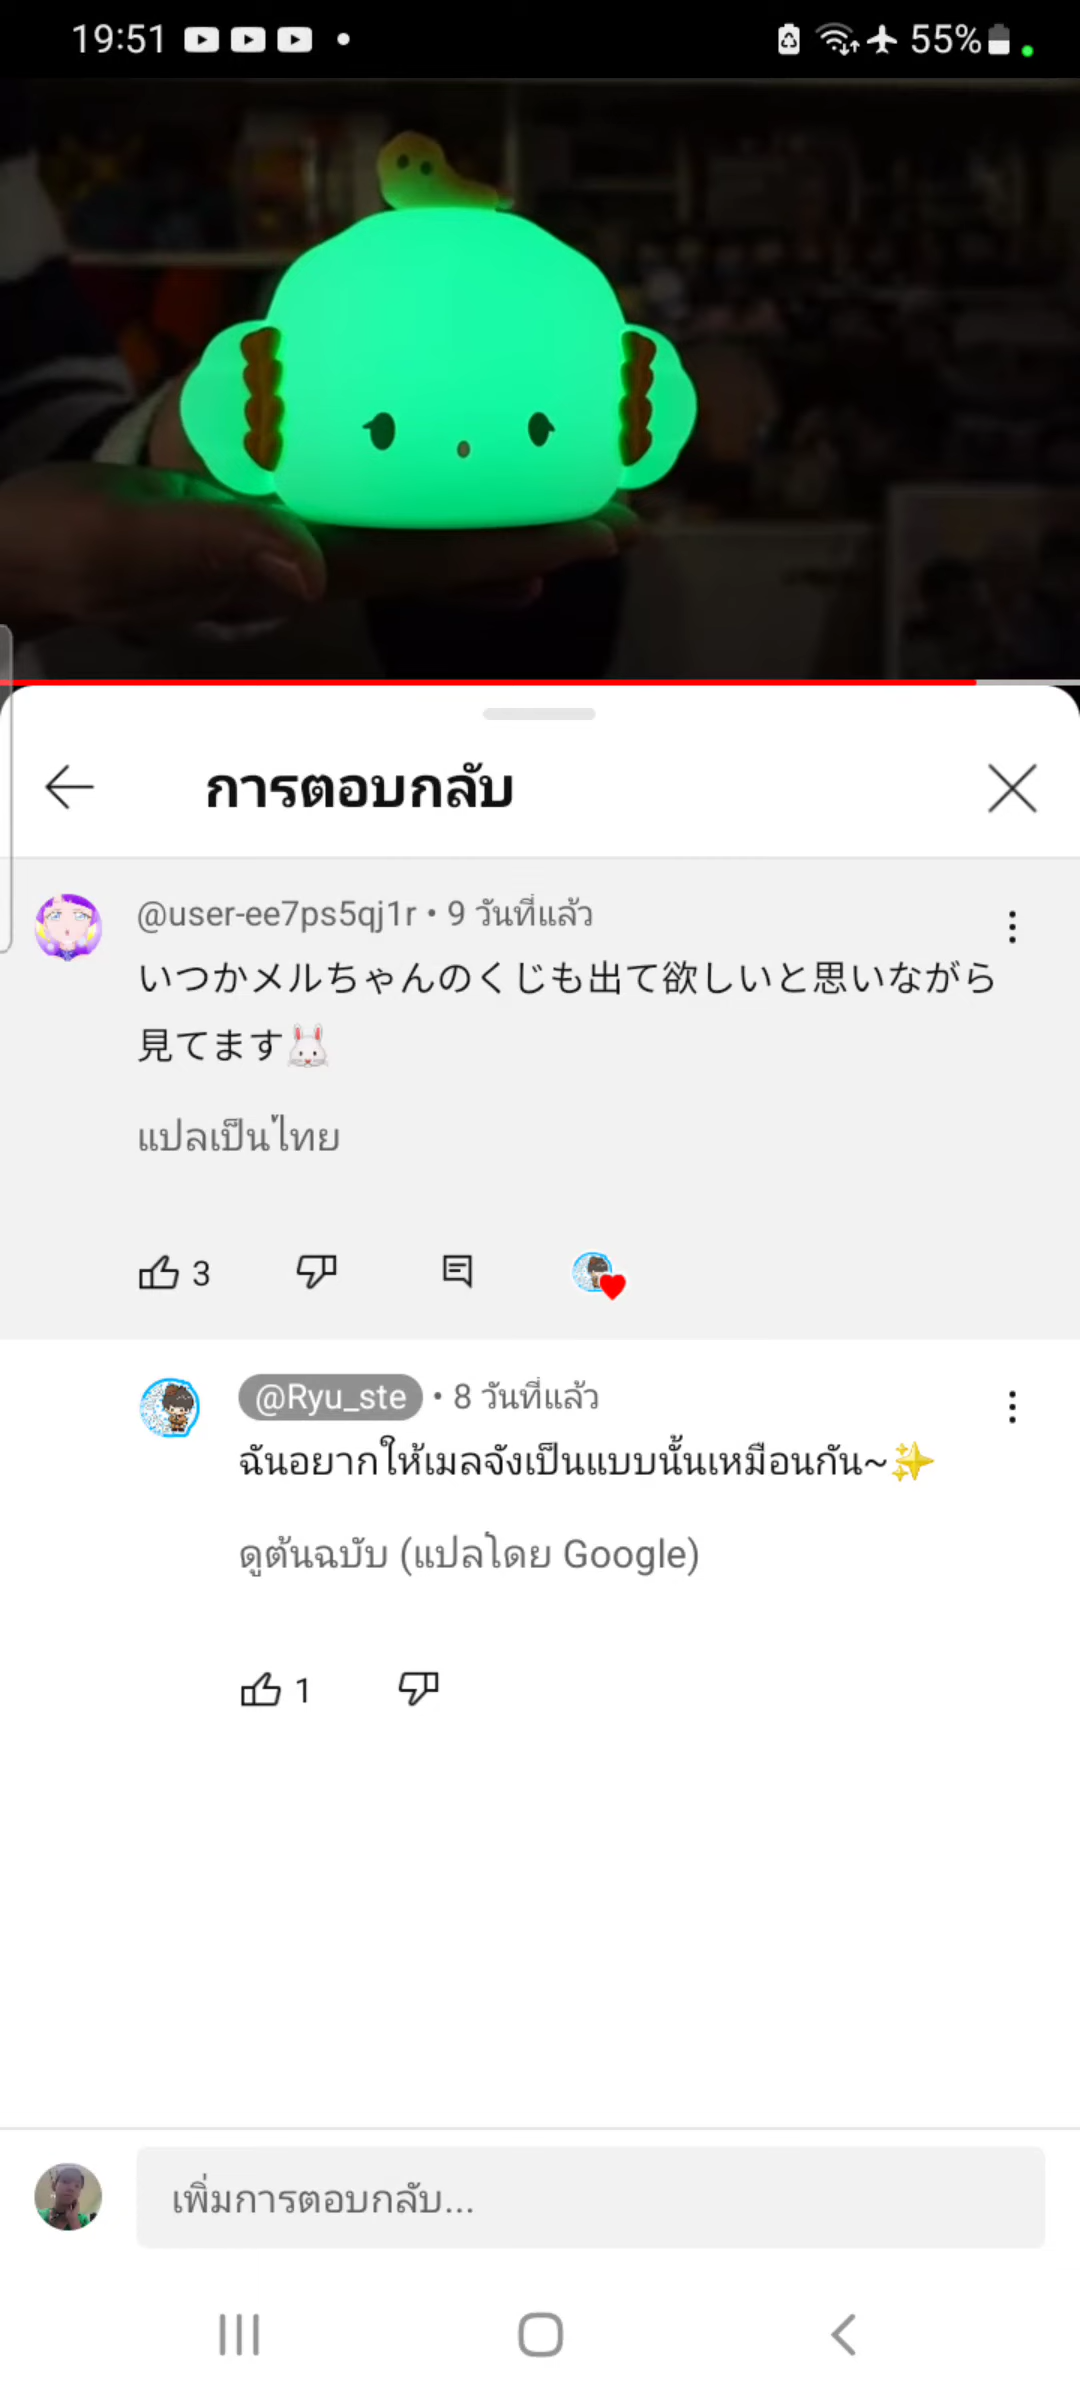 19:51
55%
การตอบกลับ
@user-ee7ps5qj1r • 9 วันที่แล้ว
いつかメルちゃんのくじも出て欲しいと思いながら
見てます🐰
แปลเป็นไทย
3
@Ryu_ste • 8 วันที่แล้ว
ฉันอยากให้เมลจังเป็นแบบนั้นเหมือนกัน~✨
ดูต้นฉบับ (แปลโดย Google)
1
เพิ่มการตอบกลับ...